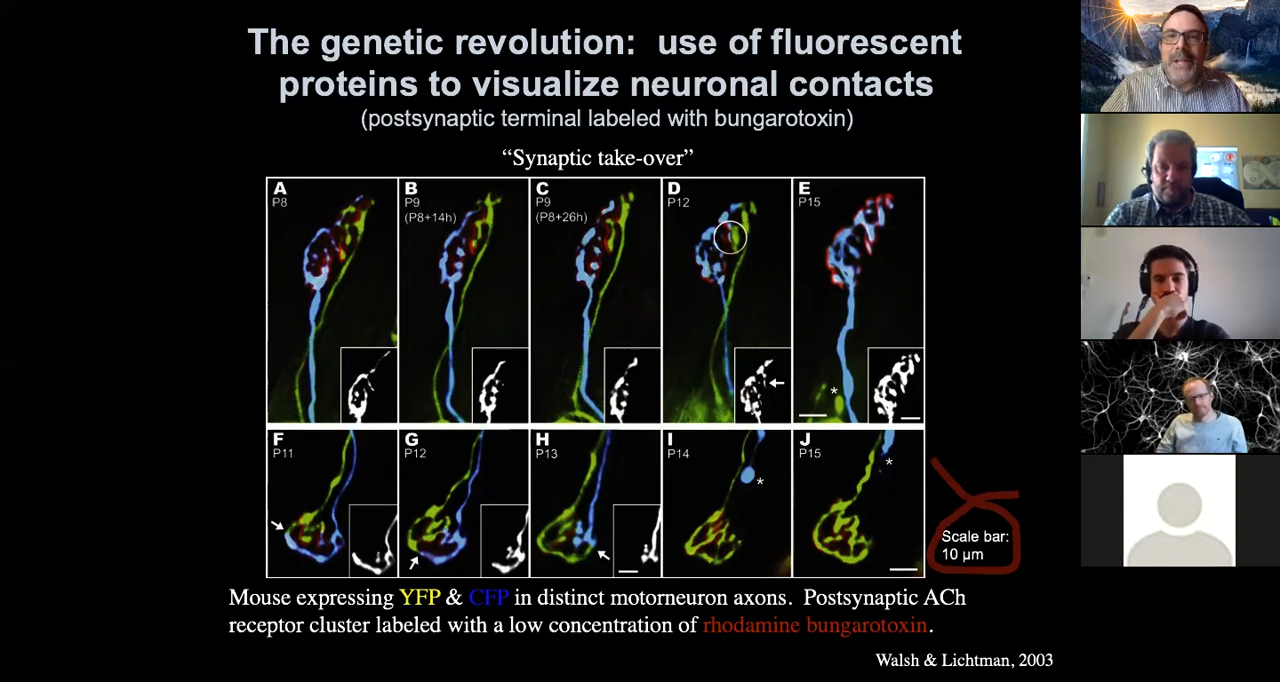 The genetic revolution:  use of fluorescent
proteins to visualize neuronal contacts
(postsynaptic terminal labeled with bungarotoxin)
“Synaptic take-over”
A
P8
B
P9
(P8+14h)
C
P9
(P8+26h)
D
P12
E
P15
*
F
P11
G
P12
H
P13
I
P14
*
J
P15
*
Scale bar:
10 µm
Mouse expressing YFP & CFP in distinct motorneuron axons.  Postsynaptic ACh
receptor cluster labeled with a low concentration of rhodamine bungarotoxin.
Walsh & Lichtman, 2003